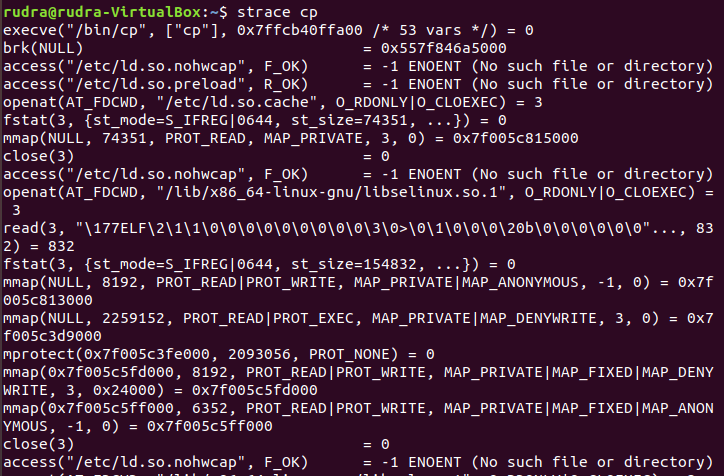 rudra@rudra-VirtualBox:~$ strace cp
execve("/bin/cp", ["cp"], 0x7ffcb40ffa00 /* 53 vars */) = 0
brk(NULL)                               = 0x557f846a5000
access("/etc/ld.so.nohwcap", F_OK)      = -1 ENOENT (No such file or directory)
access("/etc/ld.so.preload", R_OK)      = -1 ENOENT (No such file or directory)
openat(AT_FDCWD, "/etc/ld.so.cache", O_RDONLY|O_CLOEXEC) = 3
fstat(3, {st_mode=S_IFREG|0644, st_size=74351, ...}) = 0
mmap(NULL, 74351, PROT_READ, MAP_PRIVATE, 3, 0) = 0x7f005c815000
close(3)                                = 0
access("/etc/ld.so.nohwcap", F_OK)      = -1 ENOENT (No such file or directory)
openat(AT_FDCWD, "/lib/x86_64-linux-gnu/libselinux.so.1", O_RDONLY|O_CLOEXEC) =
 3
read(3, "\177ELF\2\1\1\0\0\0\0\0\0\0\0\0\3\0>\0\1\0\0\0\20b\0\0\0\0\0\0"..., 83
2) = 832
fstat(3, {st_mode=S_IFREG|0644, st_size=154832, ...}) = 0
mmap(NULL, 8192, PROT_READ|PROT_WRITE, MAP_PRIVATE|MAP_ANONYMOUS, -1, 0) = 0x7f
005c813000
mmap(NULL, 2259152, PROT_READ|PROT_EXEC, MAP_PRIVATE|MAP_DENYWRITE, 3, 0) = 0x7
f005c3d9000
mprotect(0x7f005c3fe000, 2093056, PROT_NONE) = 0
mmap(0x7f005c5fd000, 8192, PROT_READ|PROT_WRITE, MAP_PRIVATE|MAP_FIXED|MAP_DENY
WRITE, 3, 0x24000) = 0x7f005c5fd000
mmap(0x7f005c5ff000, 6352, PROT_READ|PROT_WRITE, MAP_PRIVATE|MAP_FIXED|MAP_ANON
YMOUS, -1, 0) = 0x7f005c5ff000
close(3)                                = 0
access("/etc/ld.so.nohwcap", F_OK)      = -1 ENOENT (No such file or directory)